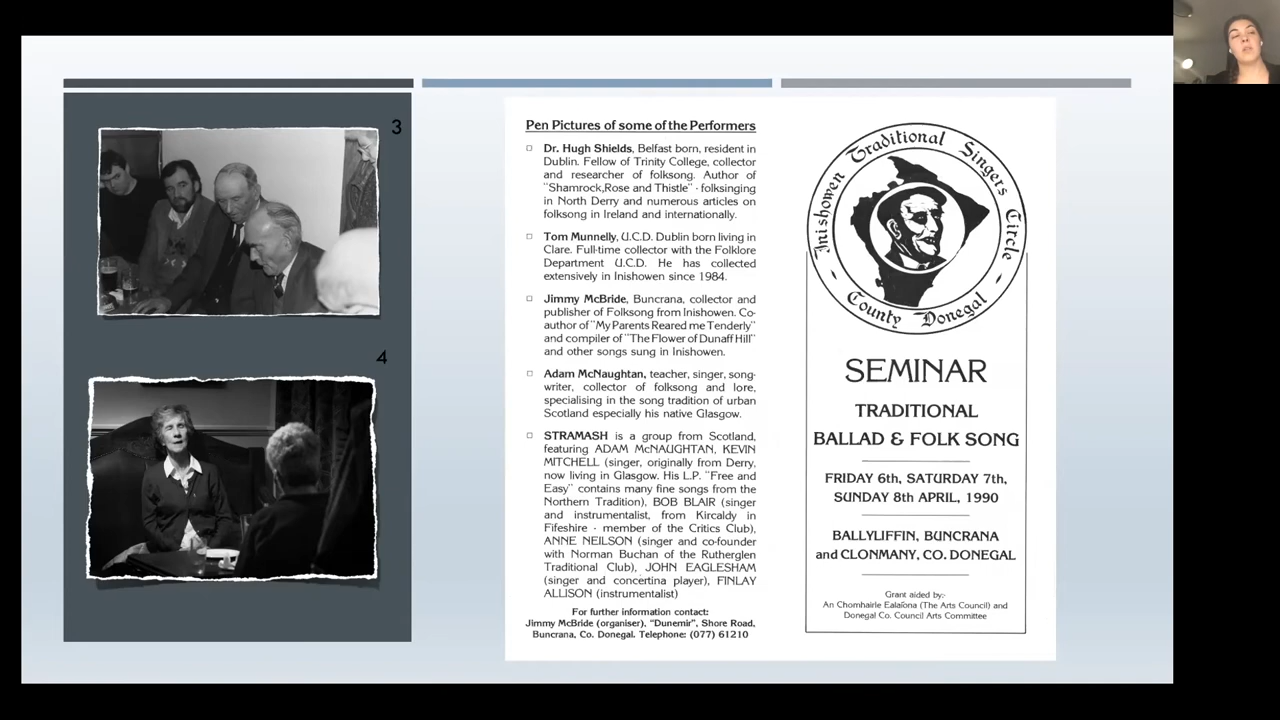 3
4
Pen Pictures of some of the Performers
Dr. Hugh Shields, Belfast born, resident in
Dublin. Fellow of Trinity College, collector
and researcher of folksong. Author of
"Shamrock,Rose and Thistle" - folksinging
in North Derry and numerous articles on
folksong in Ireland and internationally.
Tom Munnelly, U.C.D. Dublin born living in
Clare. Full-time collector with the Folklore
Department U.C.D. He has collected
extensively in Inishowen since 1984.
Jimmy McBride, Buncrana, collector and
publisher of Folksong from Inishowen. Co-
author of "My Parents Reared me Tenderly"
and compiler of "The Flower of Dunaff Hill"
and other songs sung in Inishowen.
Adam McNaughtan, teacher, singer, song-
writer, collector of folksong and lore,
specialising in the song tradition of urban
Scotland especially his native Glasgow.
STRAMASH is a group from Scotland,
featuring ADAM McNAUGHTAN, KEVIN
MITCHELL (singer, originally from Derry,
now living in Glasgow. His L.P. "Free and
Easy" contains many fine songs from the
Northern Tradition), BOB BLAIR (singer
and instrumentalist, from Kircaldy in
Fifeshire - member of the Critics Club),
ANNE NEILSON (singer and co-founder
with Norman Buchan of the Rutherglen
Traditional Club), JOHN EAGLESHAM
(singer and concertina player), FINLAY
ALLISON (instrumentalist)
For further information contact:
Jimmy McBride (organiser), "Dunemir", Shore Road,
Buncrana, Co. Donegal. Telephone: (077) 61210
Inishowen Traditional Singers Circle
- County Donegal -
SEMINAR
TRADITIONAL
BALLAD & FOLK SONG
FRIDAY 6th, SATURDAY 7th,
SUNDAY 8th APRIL, 1990
BALLYLIFFIN, BUNCRANA
and CLONMANY, CO. DONEGAL
Grant aided by:-
An Chomhairle Ealaíona (The Arts Council) and
Donegal Co. Council Arts Committee